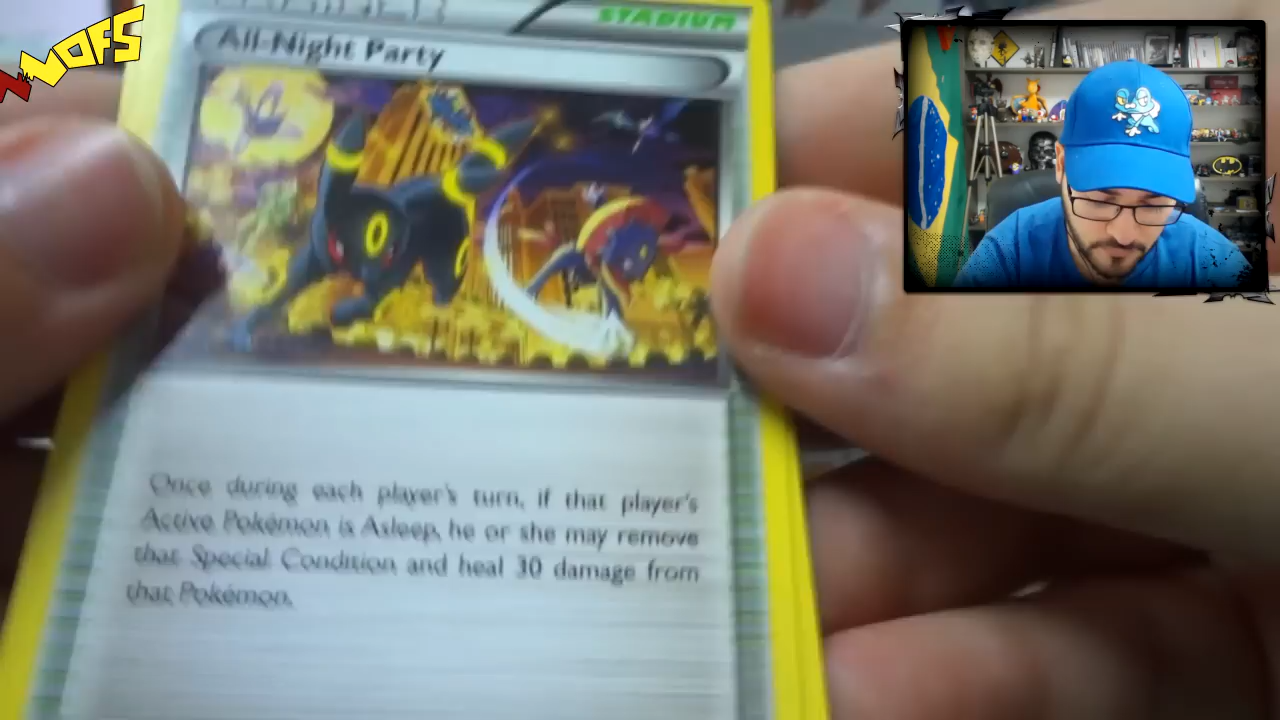 XMOFS
STADIUM
All-Night Party
Once during each player's turn, if that player's
Active Pokémon is Asleep, he or she may remove
that Special Condition and heal 30 damage from
that Pokémon.